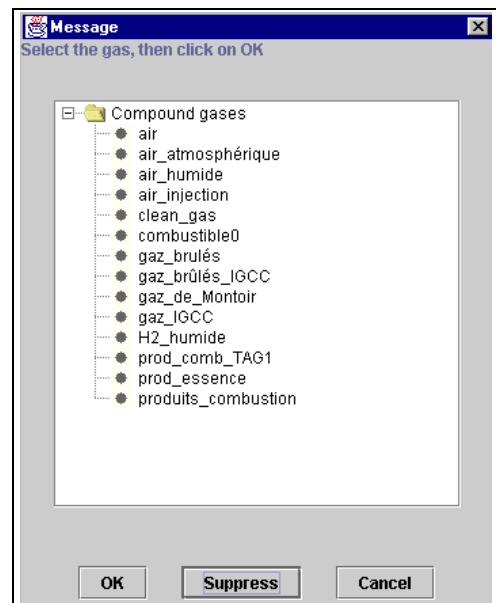 Message
Select the gas, then click on OK
Compound gases
air
air_atmosphérique
air_humide
air_injection
clean_gas
combustible0
gaz_brulés
gaz_brûlés_IGCC
gaz_de_Montoir
gaz_IGCC
H2_humide
prod_comb_TAG1
prod_essence
produits_combustion
OK Suppress Cancel